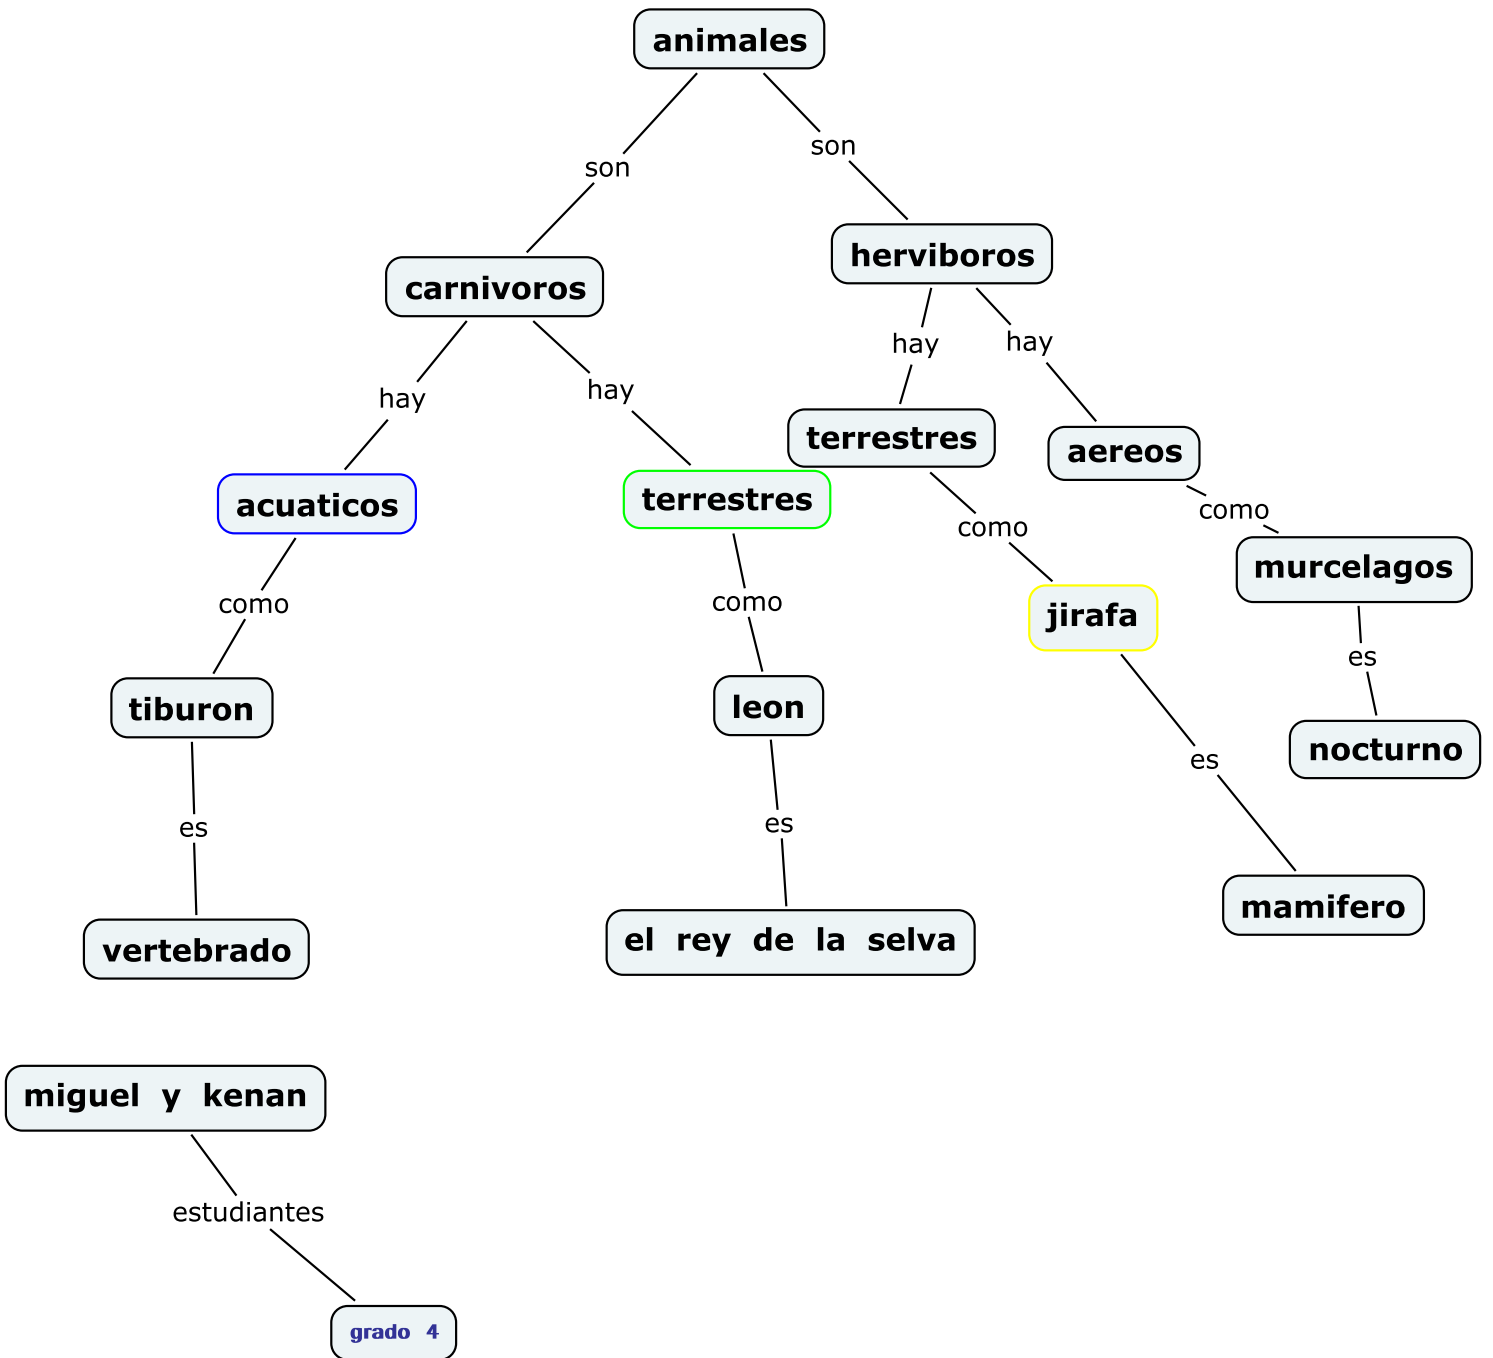 animales
son
son
herviboros
carnivoros
hay
hay
hay
hay
terrestres
aereos
acuaticos
terrestres
como
como
murcelagos
como
como
jirafa
es
tiburon
leon
nocturno
es
es
es
mamifero
vertebrado
el rey de la selva
miguel y kenan
estudiantes
grado 4